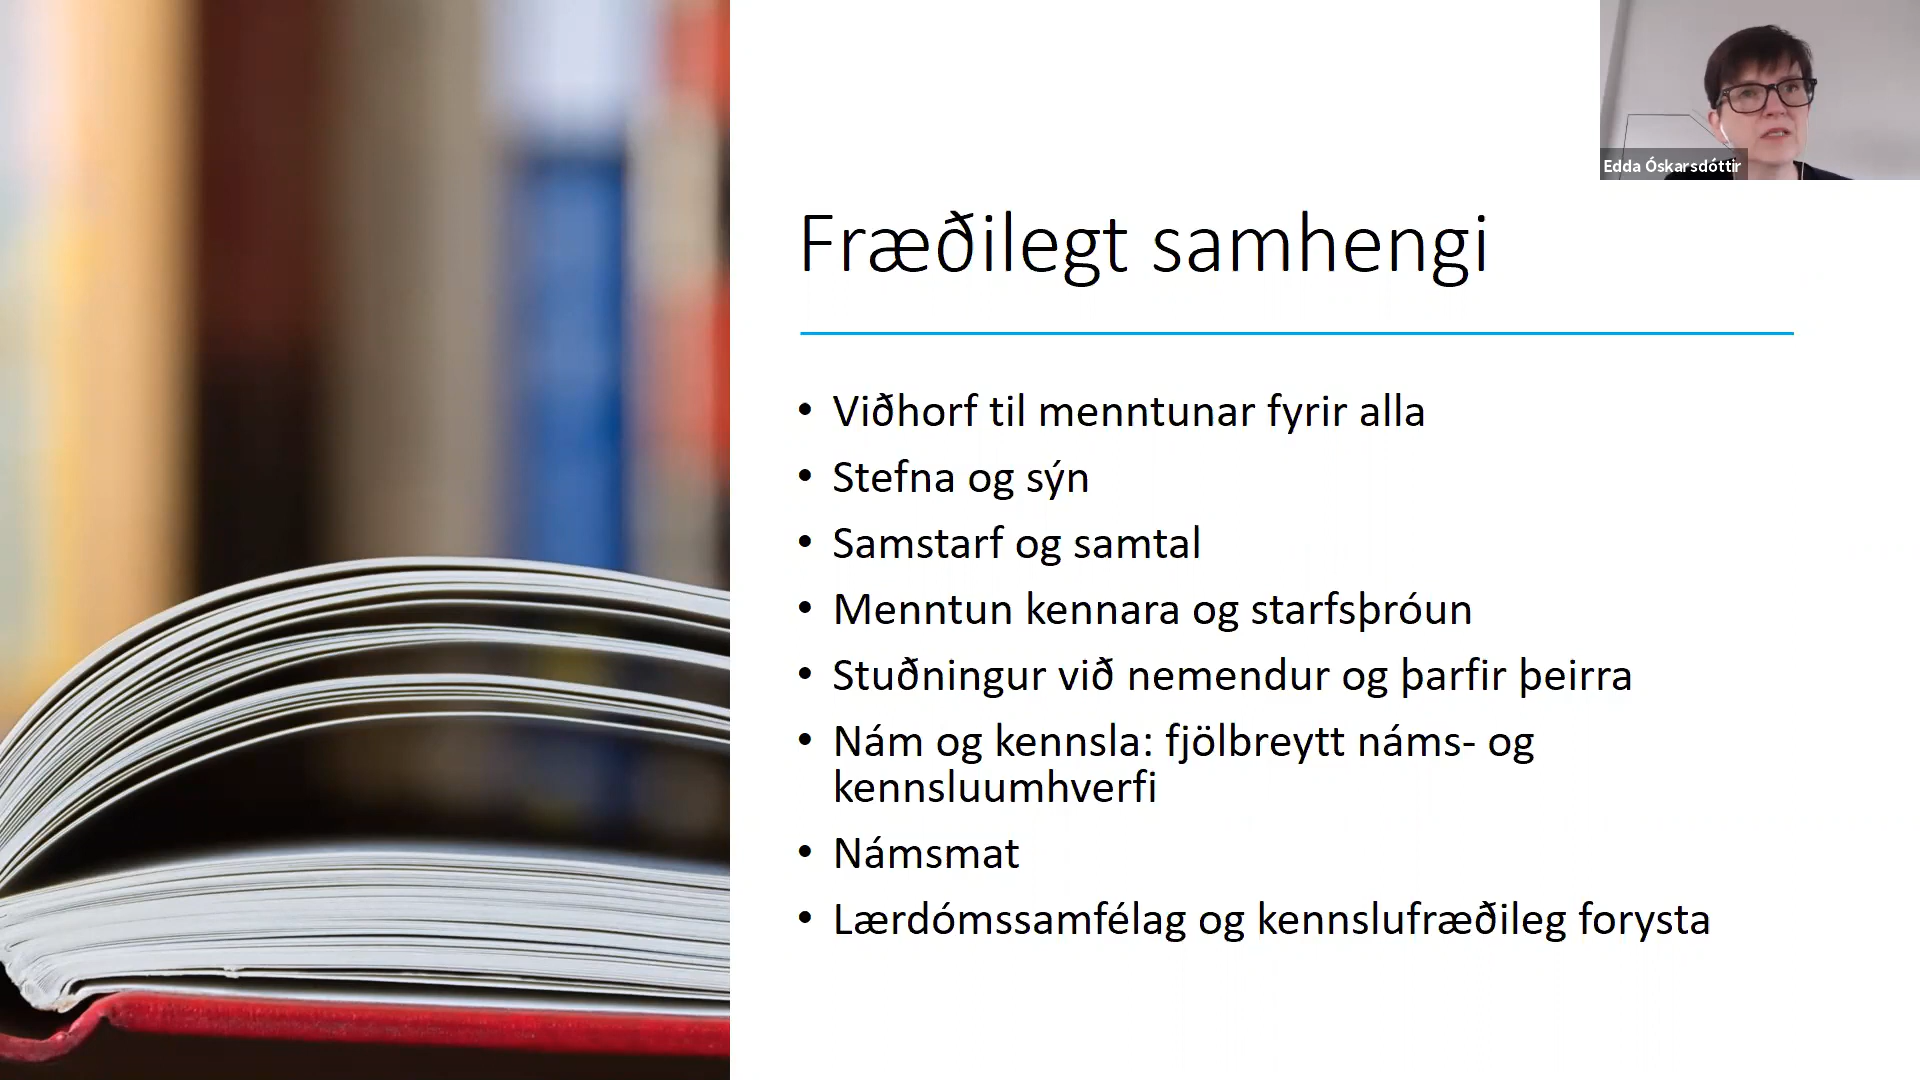 Edda Óskarsdóttir
Fræðilegt samhengi
• Viðhorf til menntunar fyrir alla
• Stefna og sýn
• Samstarf og samtal
• Menntun kennara og starfsþróun
• Stuðningur við nemendur og þarfir þeirra
• Nám og kennsla: fjölbreytt náms- og
kennsluumhverfi
• Námsmat
• Lærdómssamfélag og kennslufræðileg forysta